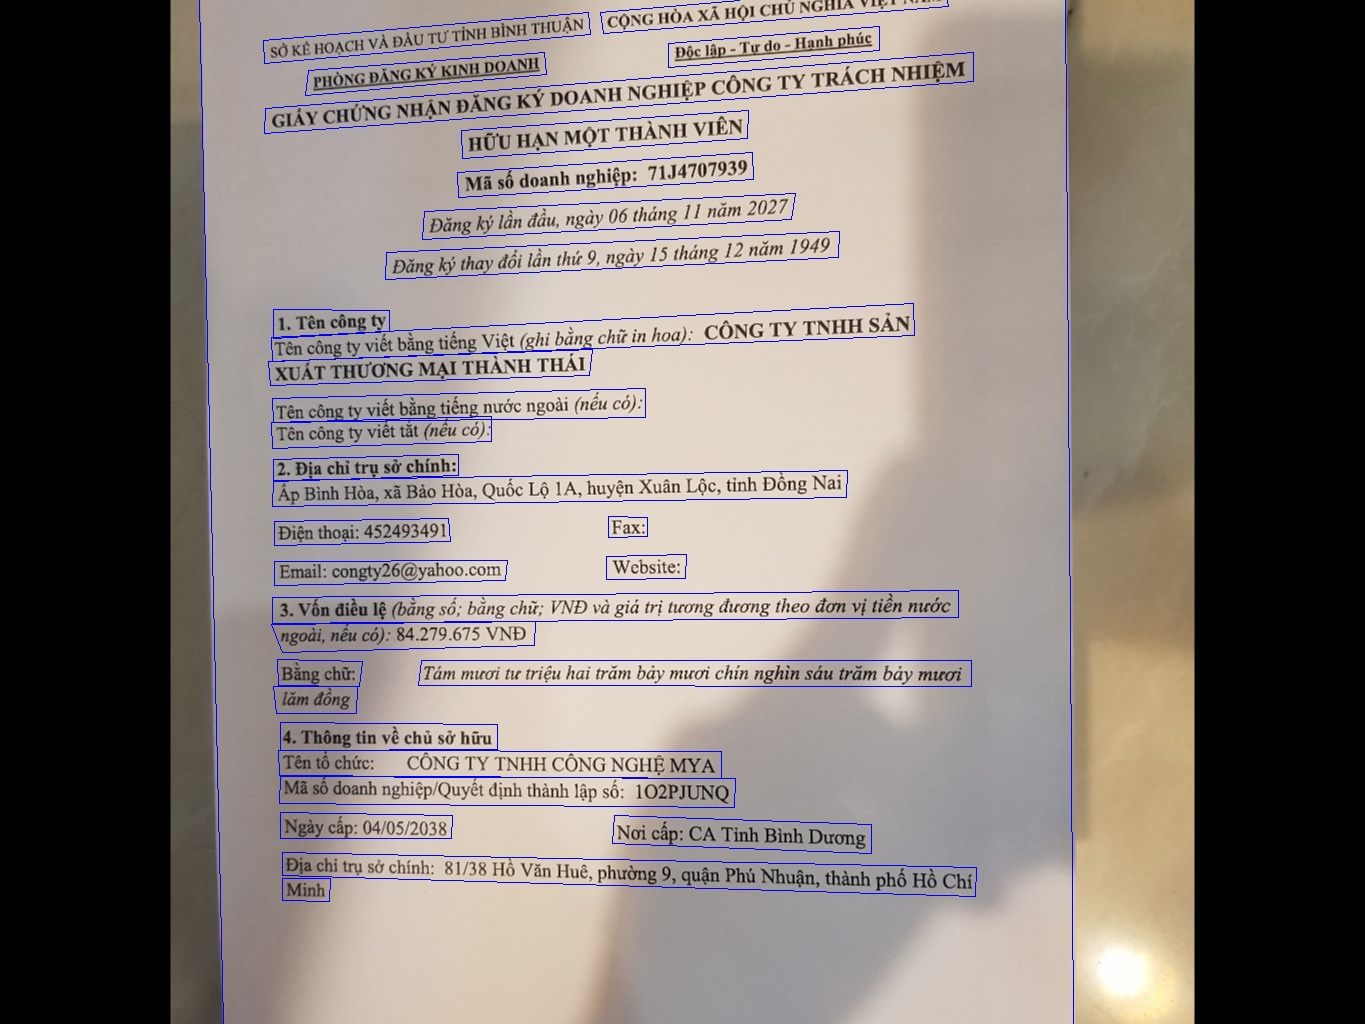 SỞ KẾ HOẠCH VÀ ĐẦU TƯ TỈNH BÌNH THUẬN
CỘNG HÒA XÃ HỘI CHỦ NGHĨA VIỆT NAM
PHÒNG ĐĂNG KÝ KINH DOANH
Độc lập - Tự do - Hạnh phúc
GIẤY CHỨNG NHẬN ĐĂNG KÝ DOANH NGHIỆP CÔNG TY TRÁCH NHIỆM
HỮU HẠN MỘT THÀNH VIÊN
Mã số doanh nghiệp: 71J4707939
Đăng ký lần đầu, ngày 06 tháng 11 năm 2027
Đăng ký thay đổi lần thứ 9, ngày 15 tháng 12 năm 1949
1. Tên công ty
Tên công ty viết bằng tiếng Việt (ghi bằng chữ in hoa): CÔNG TY TNHH SẢN
XUẤT THƯƠNG MẠI THÀNH THÁI
Tên công ty viết bằng tiếng nước ngoài (nếu có):
Tên công ty viết tắt (nếu có):
2. Địa chỉ trụ sở chính:
Ấp Bình Hòa, xã Bảo Hòa, Quốc Lộ 1A, huyện Xuân Lộc, tỉnh Đồng Nai
Điện thoại: 452493491 Fax:
Email: congty26@yahoo.com Website:
3. Vốn điều lệ (bằng số; bằng chữ; VNĐ và giá trị tương đương theo đơn vị tiền nước
ngoài, nếu có): 84.279.675 VNĐ
Bằng chữ: Tám mươi tư triệu hai trăm bảy mươi chín nghìn sáu trăm bảy mươi
lăm đồng
4. Thông tin về chủ sở hữu
Tên tổ chức: CÔNG TY TNHH CÔNG NGHỆ MYA
Mã số doanh nghiệp/Quyết định thành lập số: 1O2PJUNQ
Ngày cấp: 04/05/2038 Nơi cấp: CA Tỉnh Bình Dương
Địa chỉ trụ sở chính: 81/38 Hồ Văn Huê, phường 9, quận Phú Nhuận, thành phố Hồ Chí
Minh